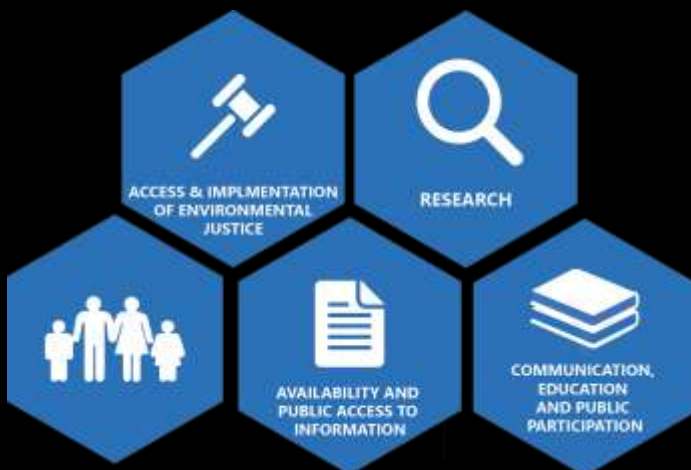 ACCESS & IMPLMENTATION
OF ENVIRONMENTAL
JUSTICE
RESEARCH
AVAILABILITY AND
PUBLIC ACCESS TO
INFORMATION
COMMUNICATION,
EDUCATION
AND PUBLIC
PARTICIPATION